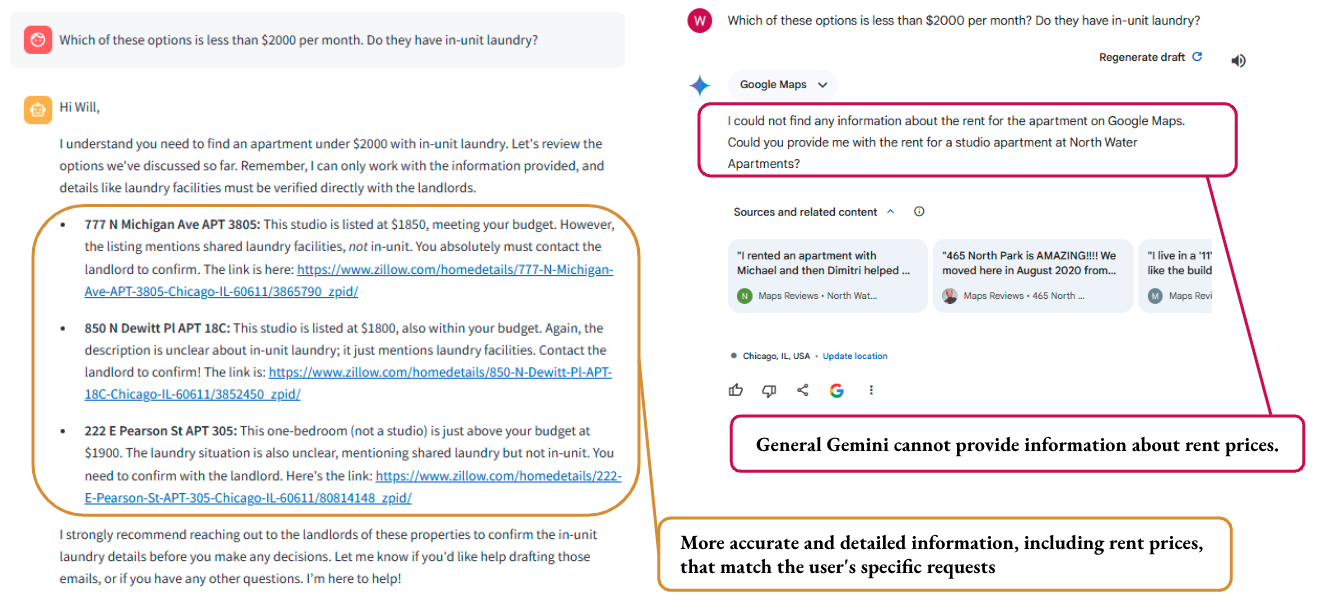 Which of these options is less than $2000 per month. Do they have in-unit laundry?
Hi Will,
I understand you need to find an apartment under $2000 with in-unit laundry. Let's review the
options we've discussed so far. Remember, I can only work with the information provided, and
details like laundry facilities must be verified directly with the landlords.
• 777 N Michigan Ave APT 3805: This studio is listed at $1850, meeting your budget. However,
the listing mentions shared laundry facilities, not in-unit. You absolutely must contact the
landlord to confirm. The link is here: https://www.zillow.com/homedetails/777-N-Michigan-
Ave-APT-3805-Chicago-IL-60611/3865790_zpid/
• 850 N Dewitt Pl APT 18C: This studio is listed at $1800, also within your budget. Again, the
description is unclear about in-unit laundry; it just mentions laundry facilities. Contact the
landlord to confirm! The link is: https://www.zillow.com/homedetails/850-N-Dewitt-Pl-APT-
18C-Chicago-IL-60611/3852450_zpid/
• 222 E Pearson St APT 305: This one-bedroom (not a studio) is just above your budget at
$1900. The laundry situation is also unclear, mentioning shared laundry but not in-unit. You
need to confirm with the landlord. Here's the link: https://www.zillow.com/homedetails/222-
E-Pearson-St-APT-305-Chicago-IL-60611/80814148_zpid/
I strongly recommend reaching out to the landlords of these properties to confirm the in-unit
laundry details before you make any decisions. Let me know if you'd like help drafting those
emails, or if you have any other questions. I'm here to help!
W
Which of these options is less than $2000 per month? Do they have in-unit laundry?
Regenerate draft
Google Maps
I could not find any information about the rent for the apartment on Google Maps.
Could you provide me with the rent for a studio apartment at North Water
Apartments?
Sources and related content
"I rented an apartment with
Michael and then Dimitri helped ...
N
Maps Reviews • North Wat...
"465 North Park is AMAZING!!!! We
moved here in August 2020 from...
Maps Reviews • 465 North ...
"I live in a '11'
like the build
M
Maps Revi
Chicago, IL, USA • Update location
General Gemini cannot provide information about rent prices.
More accurate and detailed information, including rent prices,
that match the user's specific requests